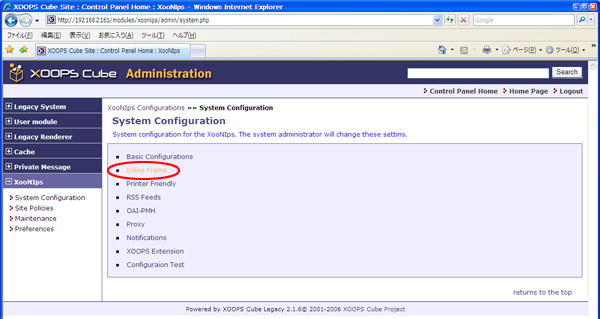 XOOPS Cube Site : Control Panel Home : XooNIps - Windows Internet Explorer
http://192.168.2.161/modules/xoonips/admin/system.php
Google
ファイル(F) 編集(E) 表示(V) お気に入り(A) ツール(T) ヘルプ(H)
XOOPS Cube Site : Control Panel Home : XooNIps
ページ(P) ツール(O)
XOOPS CUBE Administration
Search
Control Panel Home Home Page Logout
Legacy System
User module
Legacy Renderer
Cache
Private Message
XooNIps
System Configuration
Site Policies
Maintenance
Preferences
XooNIps Configurations »» System Configuration
System Configuration
System configuration for the XooNIps. The system administrator will change these settins.
Basic Configurations
Inline Frame
Printer Friendly
RSS Feeds
OAI-PMH
Proxy
Notifications
XOOPS Extension
Configuraion Test
returns to the top
Powered by XOOPS Cube Legacy 2.1.6© 2001-2006 XOOPS Cube Project